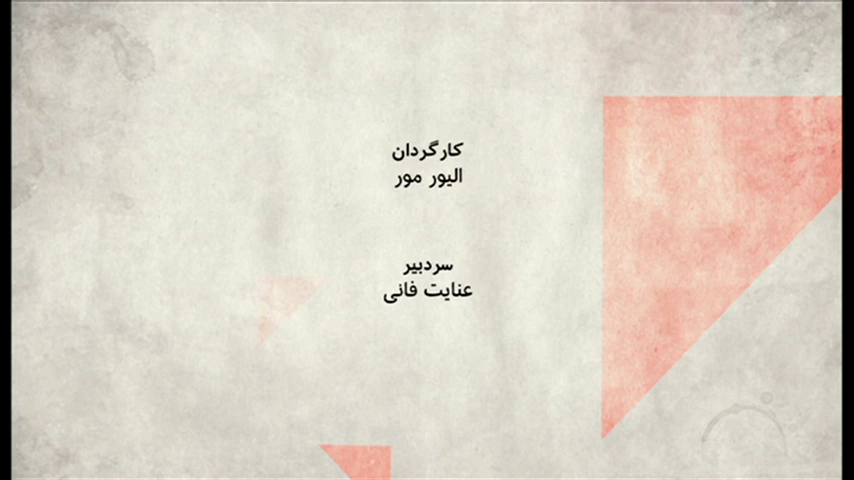 کارگردان
الیور مور
سردبیر
عنایت فانی